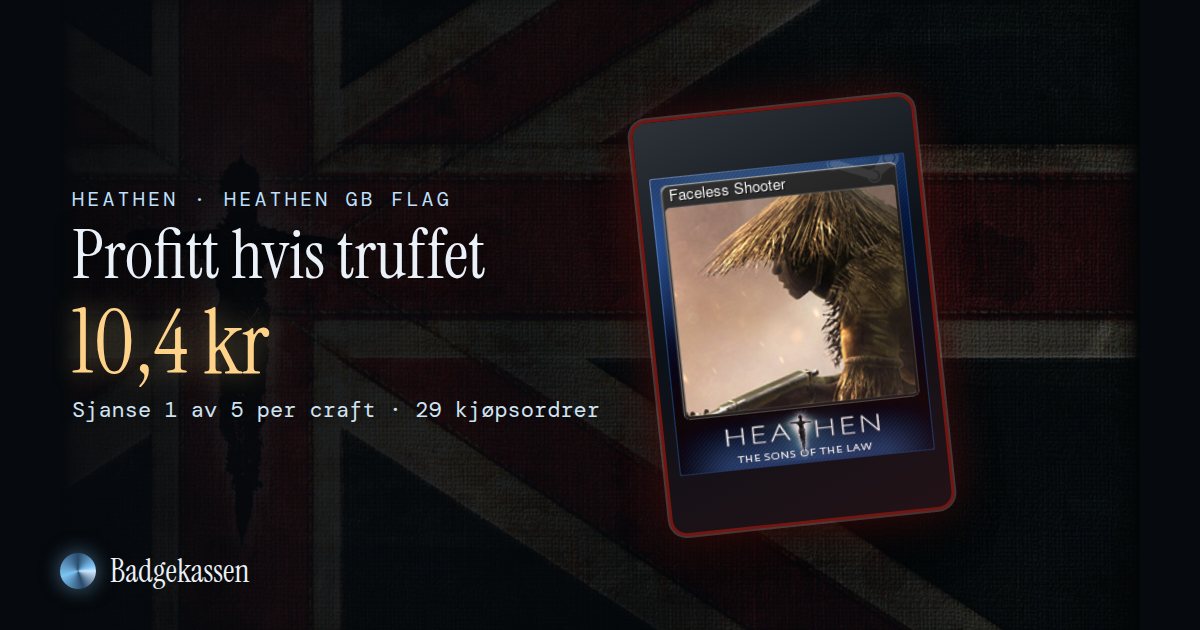 HEATHEN · HEATHEN GB FLAG
Profitt hvis truffet
10,4 kr
Sjanse 1 av 5 per craft · 29 kjøpsordrer
Badgekassen
Faceless Shooter
HEATHEN
THE SONS OF THE LAW